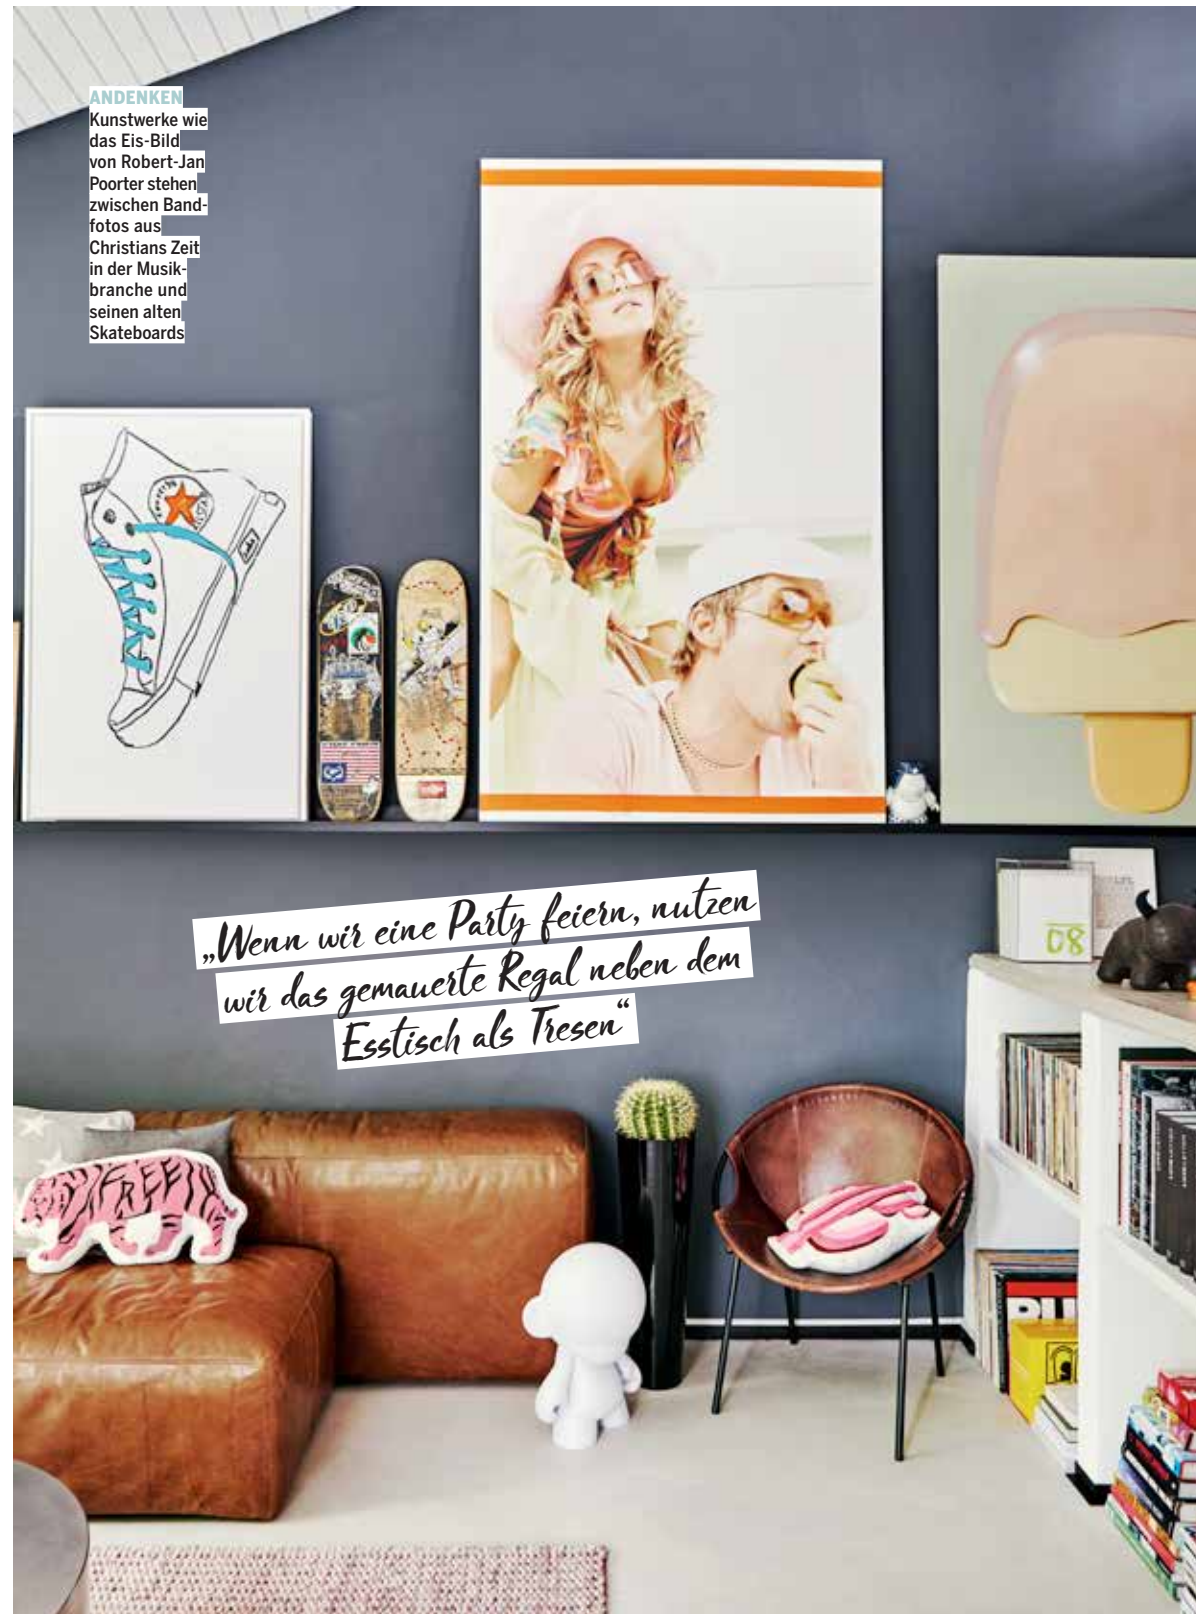 ANDENKEN
Kunstwerke wie
das Eis-Bild
von Robert-Jan
Poorter stehen
zwischen Band-
fotos aus
Christians Zeit
in der Musik-
branche und
seinen alten
Skateboards
„Wenn wir eine Party feiern, nutzen
wir das gemauerte Regal neben dem
Esstisch als Tresen“
08
FREE